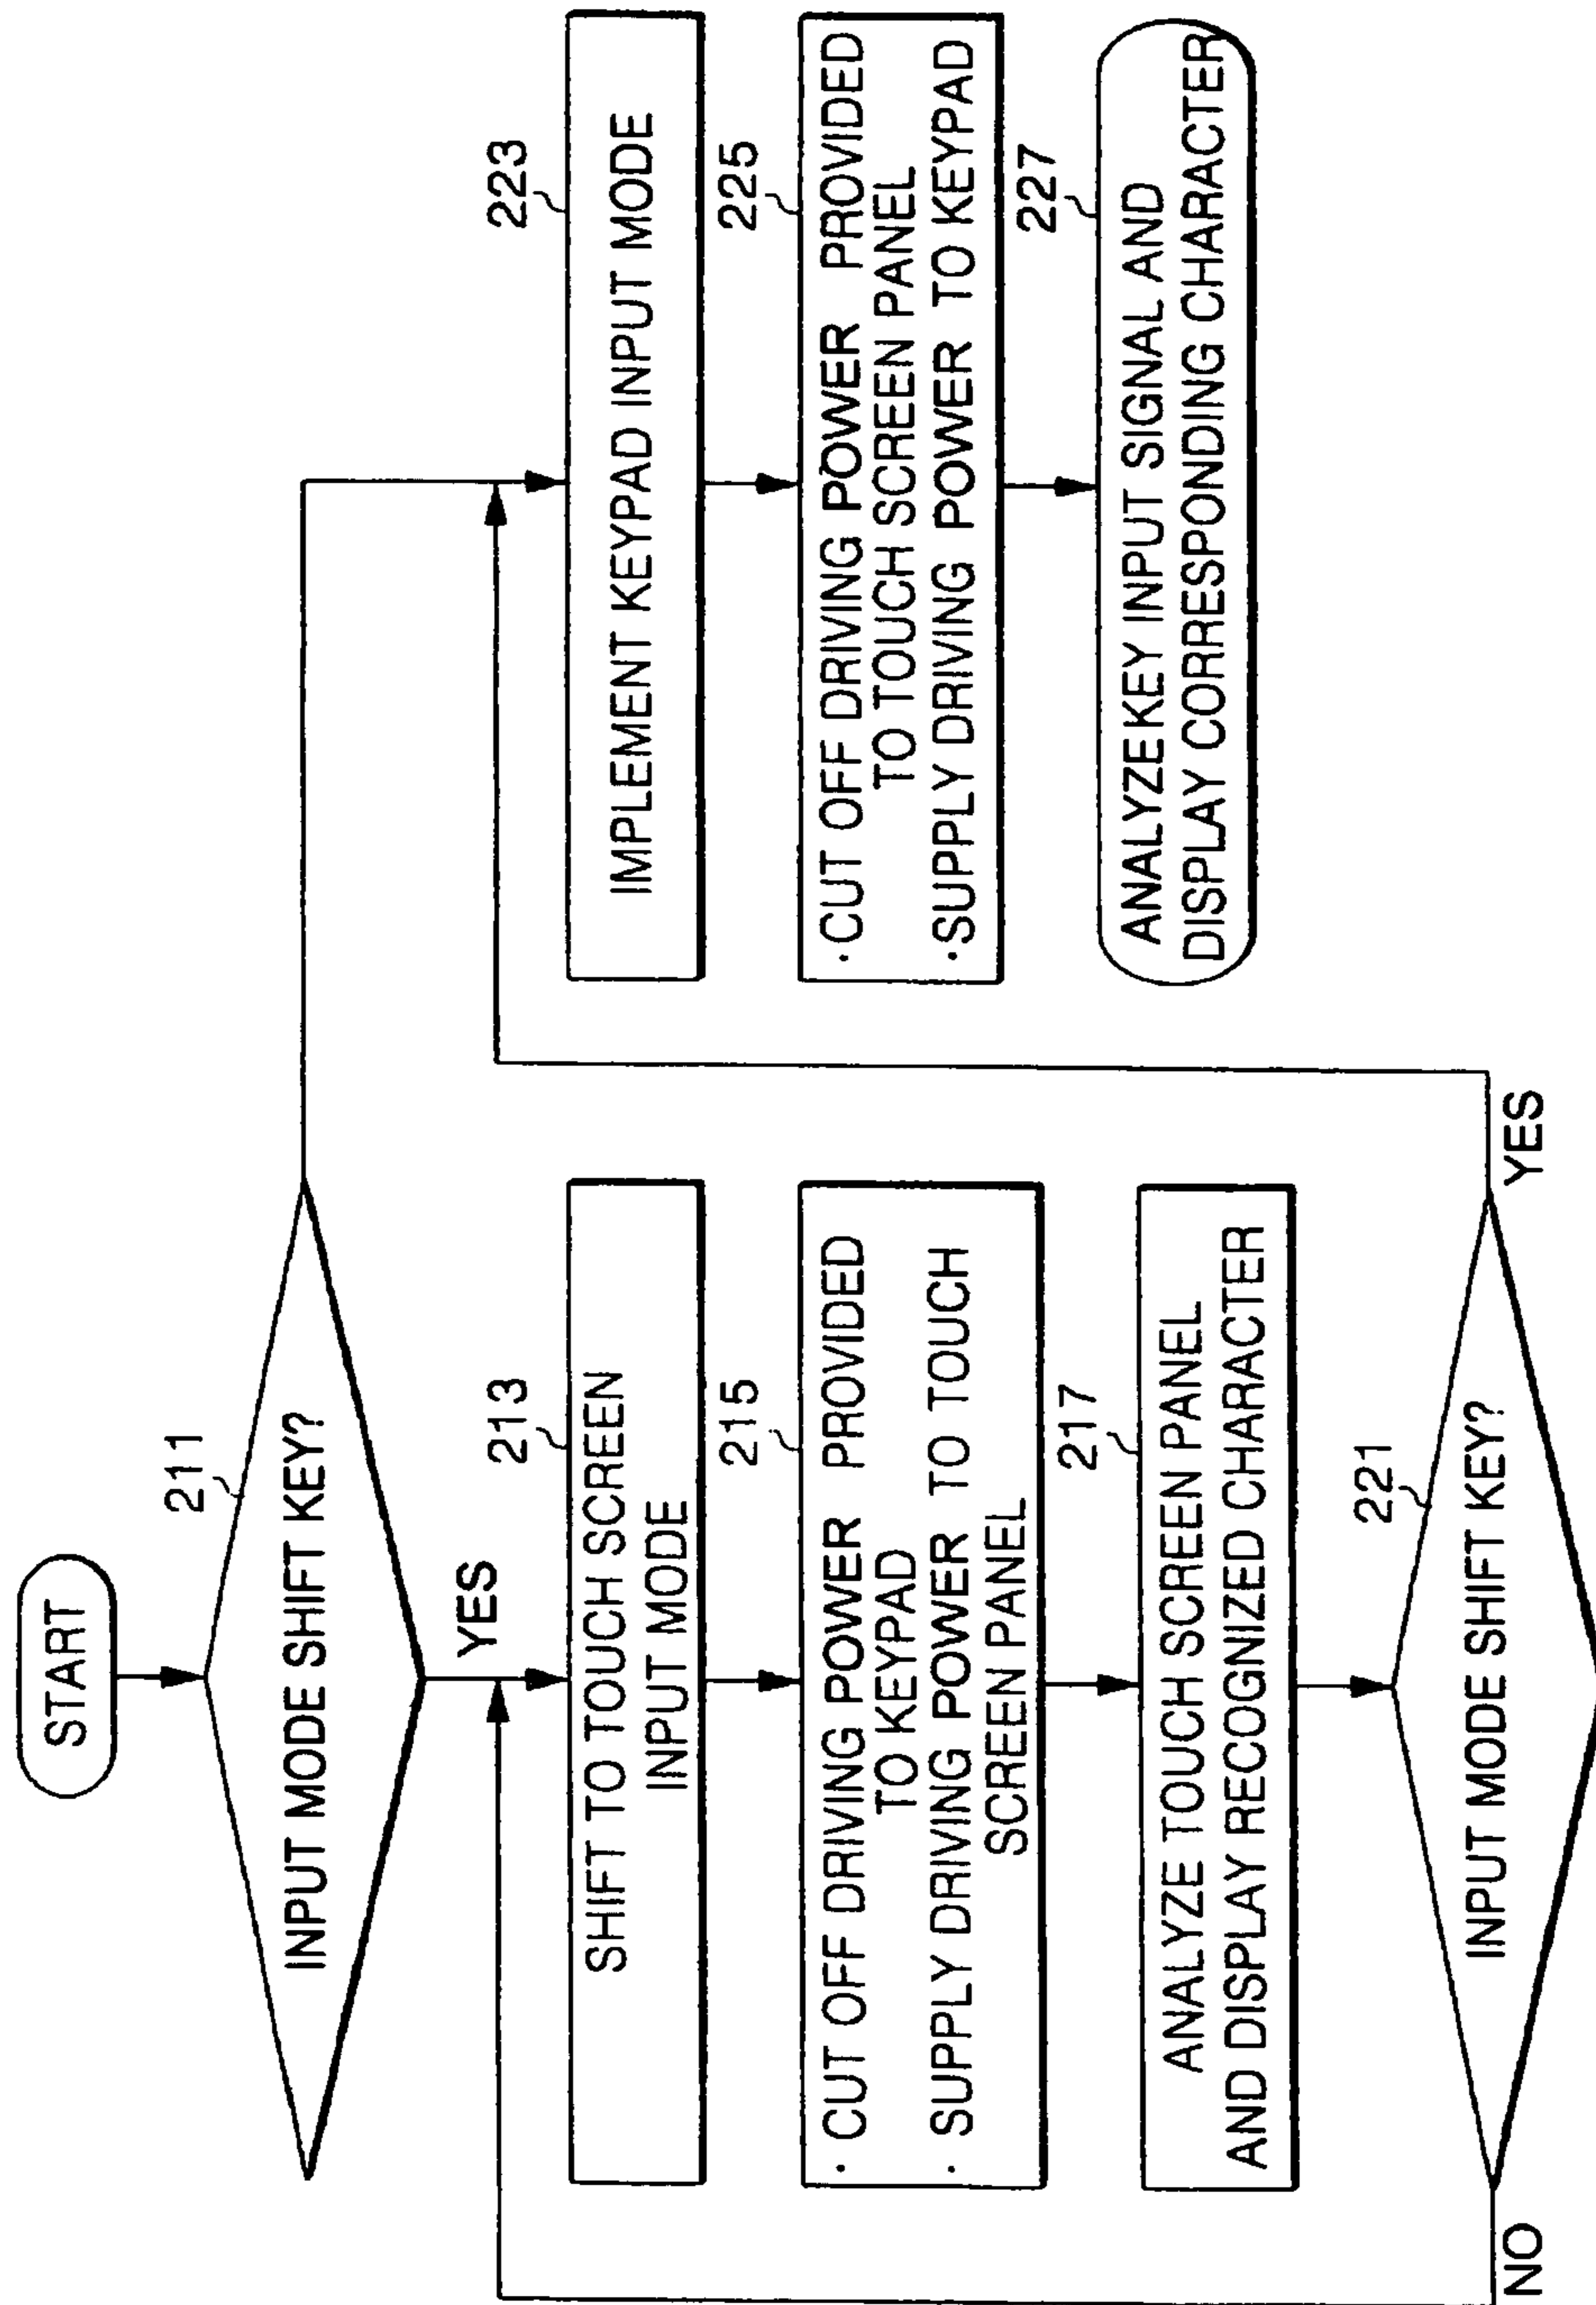 START
211
INPUT MODE SHIFT KEY?
YES
213
SHIFT TO TOUCH SCREEN
INPUT MODE
215
· CUT OFF DRIVING POWER PROVIDED
TO KEYPAD
· SUPPLY DRIVING POWER TO TOUCH
SCREEN PANEL
217
ANALYZE TOUCH SCREEN PANEL
AND DISPLAY RECOGNIZED CHARACTER
221
INPUT MODE SHIFT KEY?
NO
YES
223
IMPLEMENT KEYPAD INPUT MODE
225
· CUT OFF DRIVING POWER PROVIDED
TO TOUCH SCREEN PANEL
· SUPPLY DRIVING POWER TO KEYPAD
227
ANALYZE KEY INPUT SIGNAL AND
DISPLAY CORRESPONDING CHARACTER